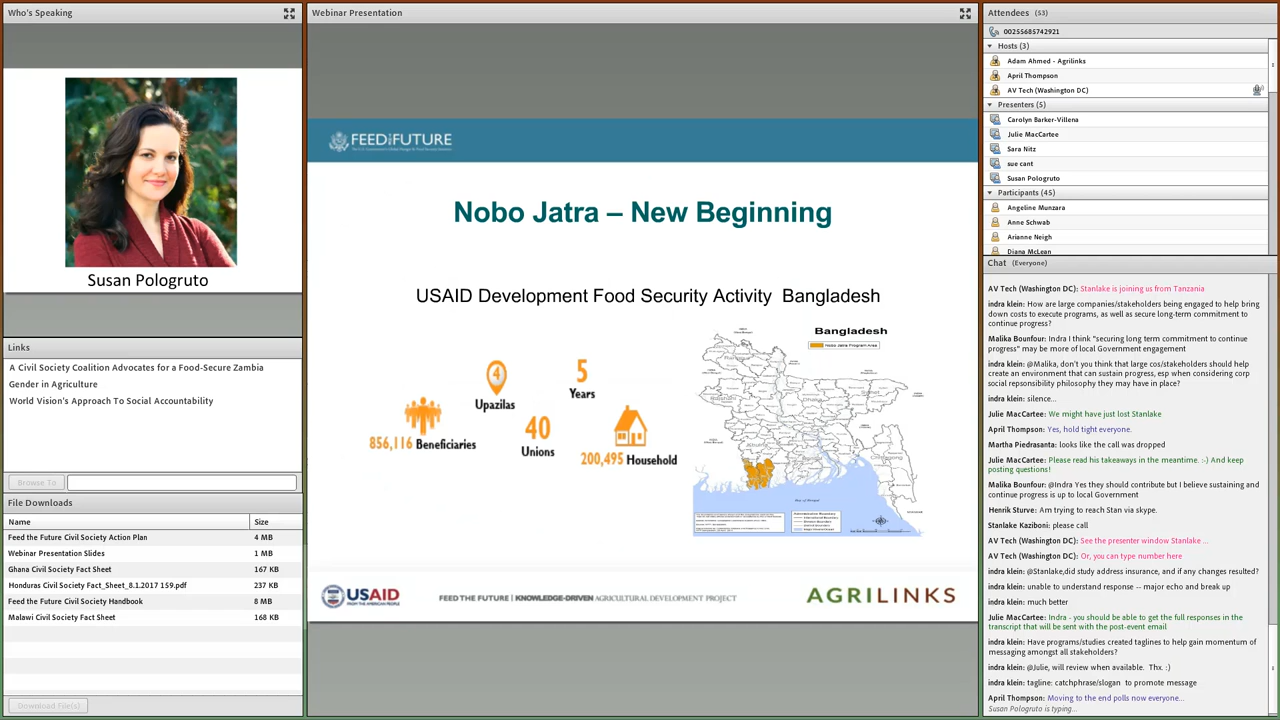 Who's Speaking
Susan Pologruto
Links
A Civil Society Coalition Advocates for a Food-Secure Zambia
Gender in Agriculture
World Vision's Approach To Social Accountability
Browse To
File Downloads
Name Size
Feed the Future Civil Society Action Plan 4 MB
Webinar Presentation Slides 1 MB
Ghana Civil Society Fact Sheet 167 KB
Honduras Civil Society Fact_Sheet_8.1.2017 159.pdf 237 KB
Feed the Future Civil Society Handbook 8 MB
Malawi Civil Society Fact Sheet 168 KB
Download File(s)
Webinar Presentation
FEED THE FUTURE
Nobo Jatra – New Beginning
USAID Development Food Security Activity Bangladesh
4
Upazilas
5
Years
856,116 Beneficiaries
40
Unions
200,495 Household
Bangladesh
Nobo Jatra Program Area
Bay of Bengal
USAID
FROM THE AMERICAN PEOPLE
FEED THE FUTURE | KNOWLEDGE-DRIVEN AGRICULTURAL DEVELOPMENT PROJECT
AGRILINKS
Attendees (53)
00255685742921
Hosts (3)
Adam Ahmed - Agrilinks
April Thompson
AV Tech (Washington DC)
Presenters (5)
Carolyn Barker-Villena
Julie MacCartee
Sara Nitz
sue cant
Susan Pologruto
Participants (45)
Angeline Munzara
Anne Schwab
Arianne Neigh
Diana McLean
Chat (Everyone)
AV Tech (Washington DC): Stanlake is joining us from Tanzania
indra klein: How are large companies/stakeholders being engaged to help bring
down costs to execute programs, as well as secure long-term commitment to
continue progress?
Malika Bounfour: Indra I think "securing long term commitment to continue
progress" may be more of local Government engagement
indra klein: @Malika, don't you think that large cos/stakeholders should help
create an environment that can sustain progress, esp when considering corp
social repsonsibility philosophy they may have in place?
indra klein: silence...
Julie MacCartee: We might have just lost Stanlake
April Thompson: Yes, hold tight everyone.
Martha Piedrasanta: looks like the call was dropped
Julie MacCartee: Please read his takeaways in the meantime. :-) And keep
posting questions!
Malika Bounfour: @Indra Yes they should contribute but I believe sustaining and
continue progress is up to local Government
Henrik Sturve: Am trying to reach Stan via skype.
Stanlake Kaziboni: please call
AV Tech (Washington DC): See the presenter window Stanlake ...
AV Tech (Washington DC): Or, you can type number here
indra klein: @Stanlake,did study address insurance, and if any changes resulted?
indra klein: unable to understand response -- major echo and break up
indra klein: much better
Julie MacCartee: Indra - you should be able to get the full responses in the
transcript that will be sent with the post-event email
indra klein: Have programs/studies created taglines to help gain momentum of
messaging amongst all stakeholders?
indra klein: @Julie, will review when available. Thx. :)
indra klein: tagline: catchphrase/slogan to promote message
April Thompson: Moving to the end polls now everyone...
Susan Pologruto is typing...